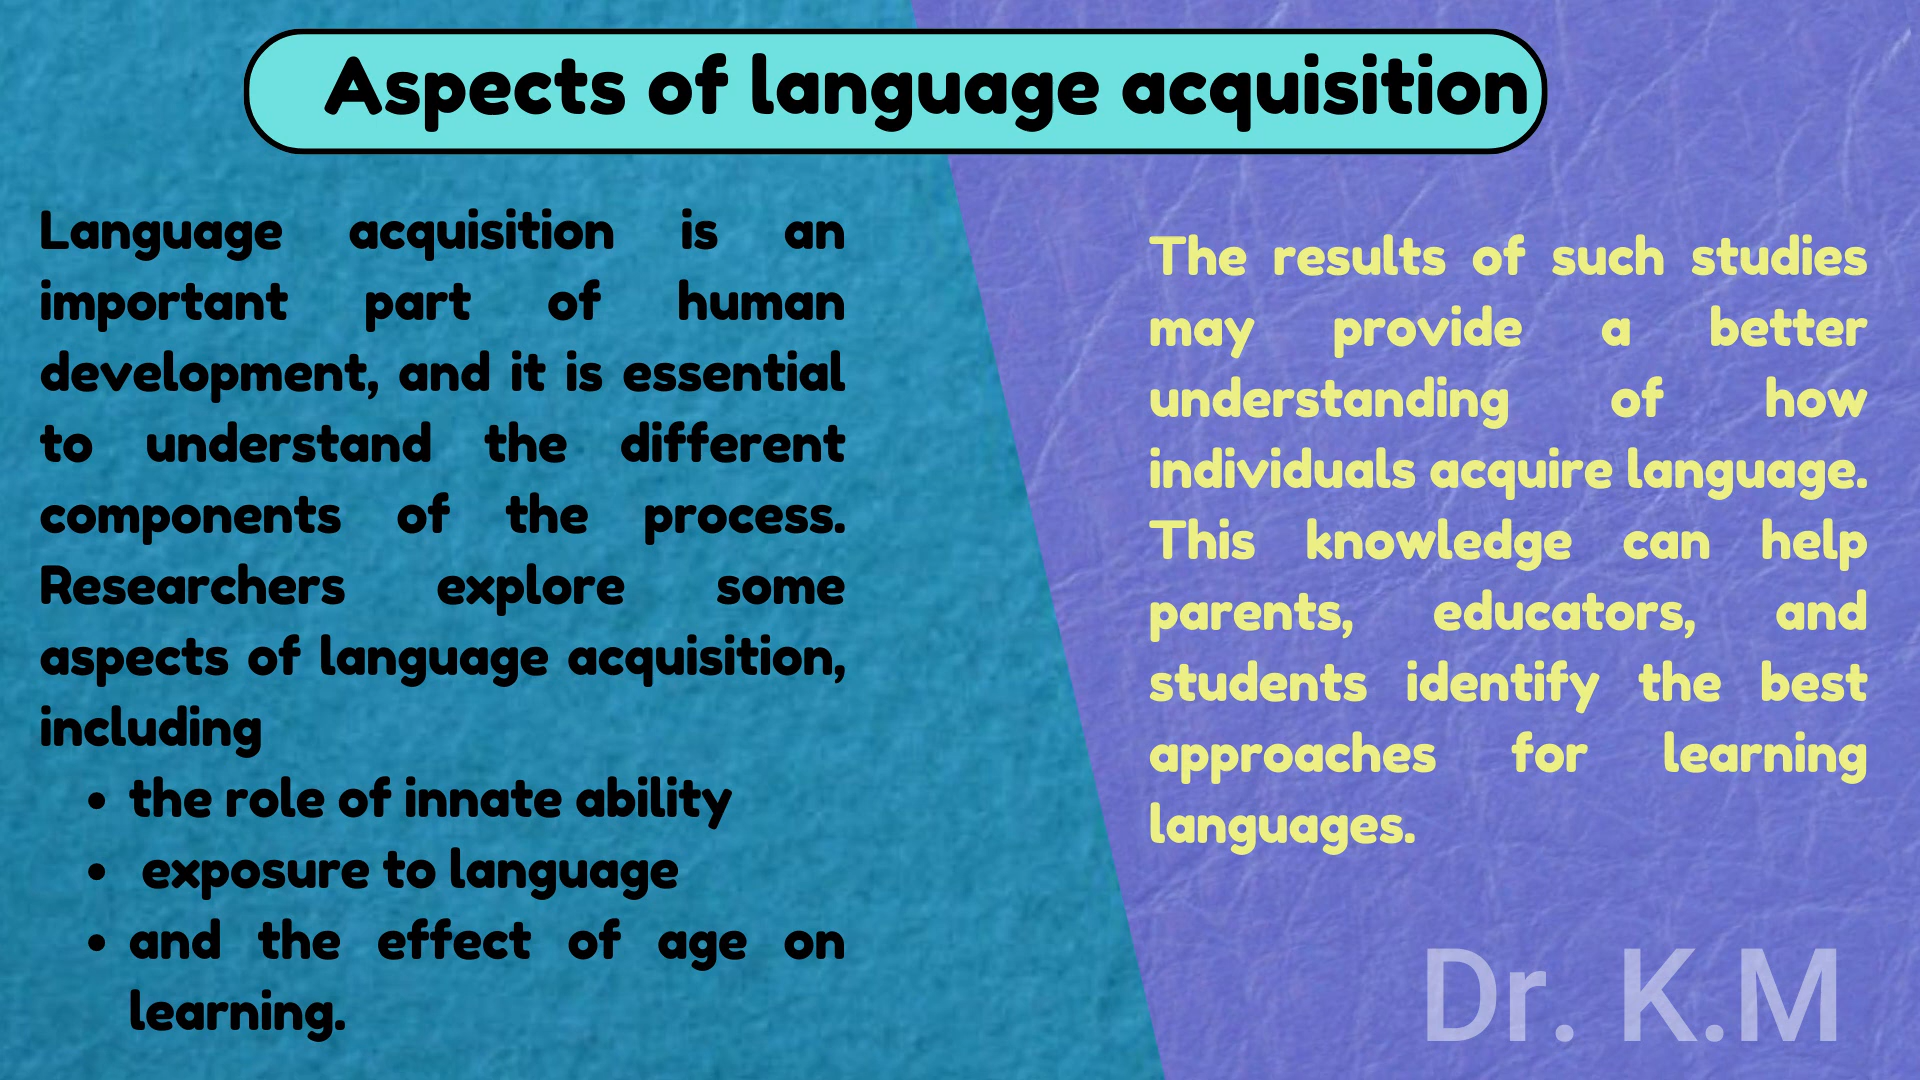 Aspects of language acquisition
Language acquisition is an
important part of human
development, and it is essential
to understand the different
components of the process.
Researchers explore some
aspects of language acquisition,
including
• the role of innate ability
• exposure to language
• and the effect of age on
learning.
The results of such studies
may provide a better
understanding of how
individuals acquire language.
This knowledge can help
parents, educators, and
students identify the best
approaches for learning
languages.
Dr. K.M